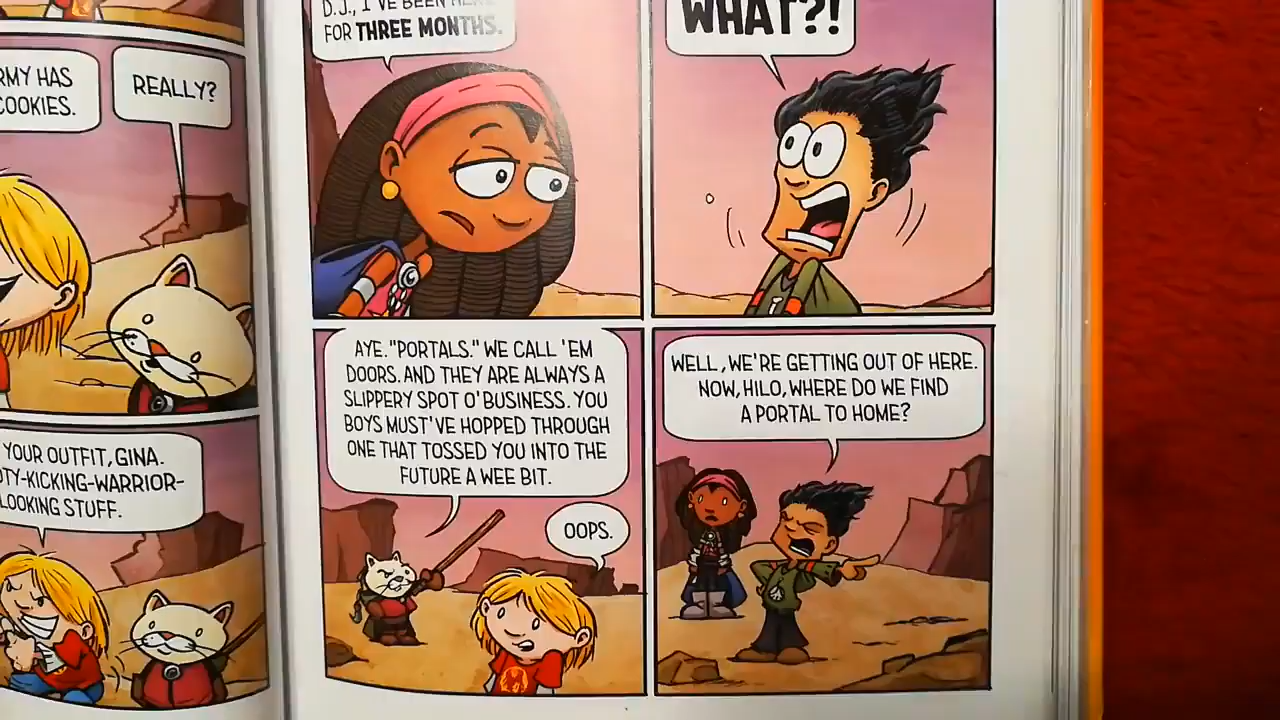 RMY HAS
COOKIES.
REALLY?
YOUR OUTFIT, GINA.
TY-KICKING-WARRIOR-
LOOKING STUFF.
D.J., I'VE BEEN HERE
FOR THREE MONTHS.
WHAT?!
AYE. "PORTALS." WE CALL 'EM
DOORS. AND THEY ARE ALWAYS A
SLIPPERY SPOT O' BUSINESS. YOU
BOYS MUST'VE HOPPED THROUGH
ONE THAT TOSSED YOU INTO THE
FUTURE A WEE BIT.
OOPS.
WELL, WE'RE GETTING OUT OF HERE.
NOW, HILO, WHERE DO WE FIND
A PORTAL TO HOME?